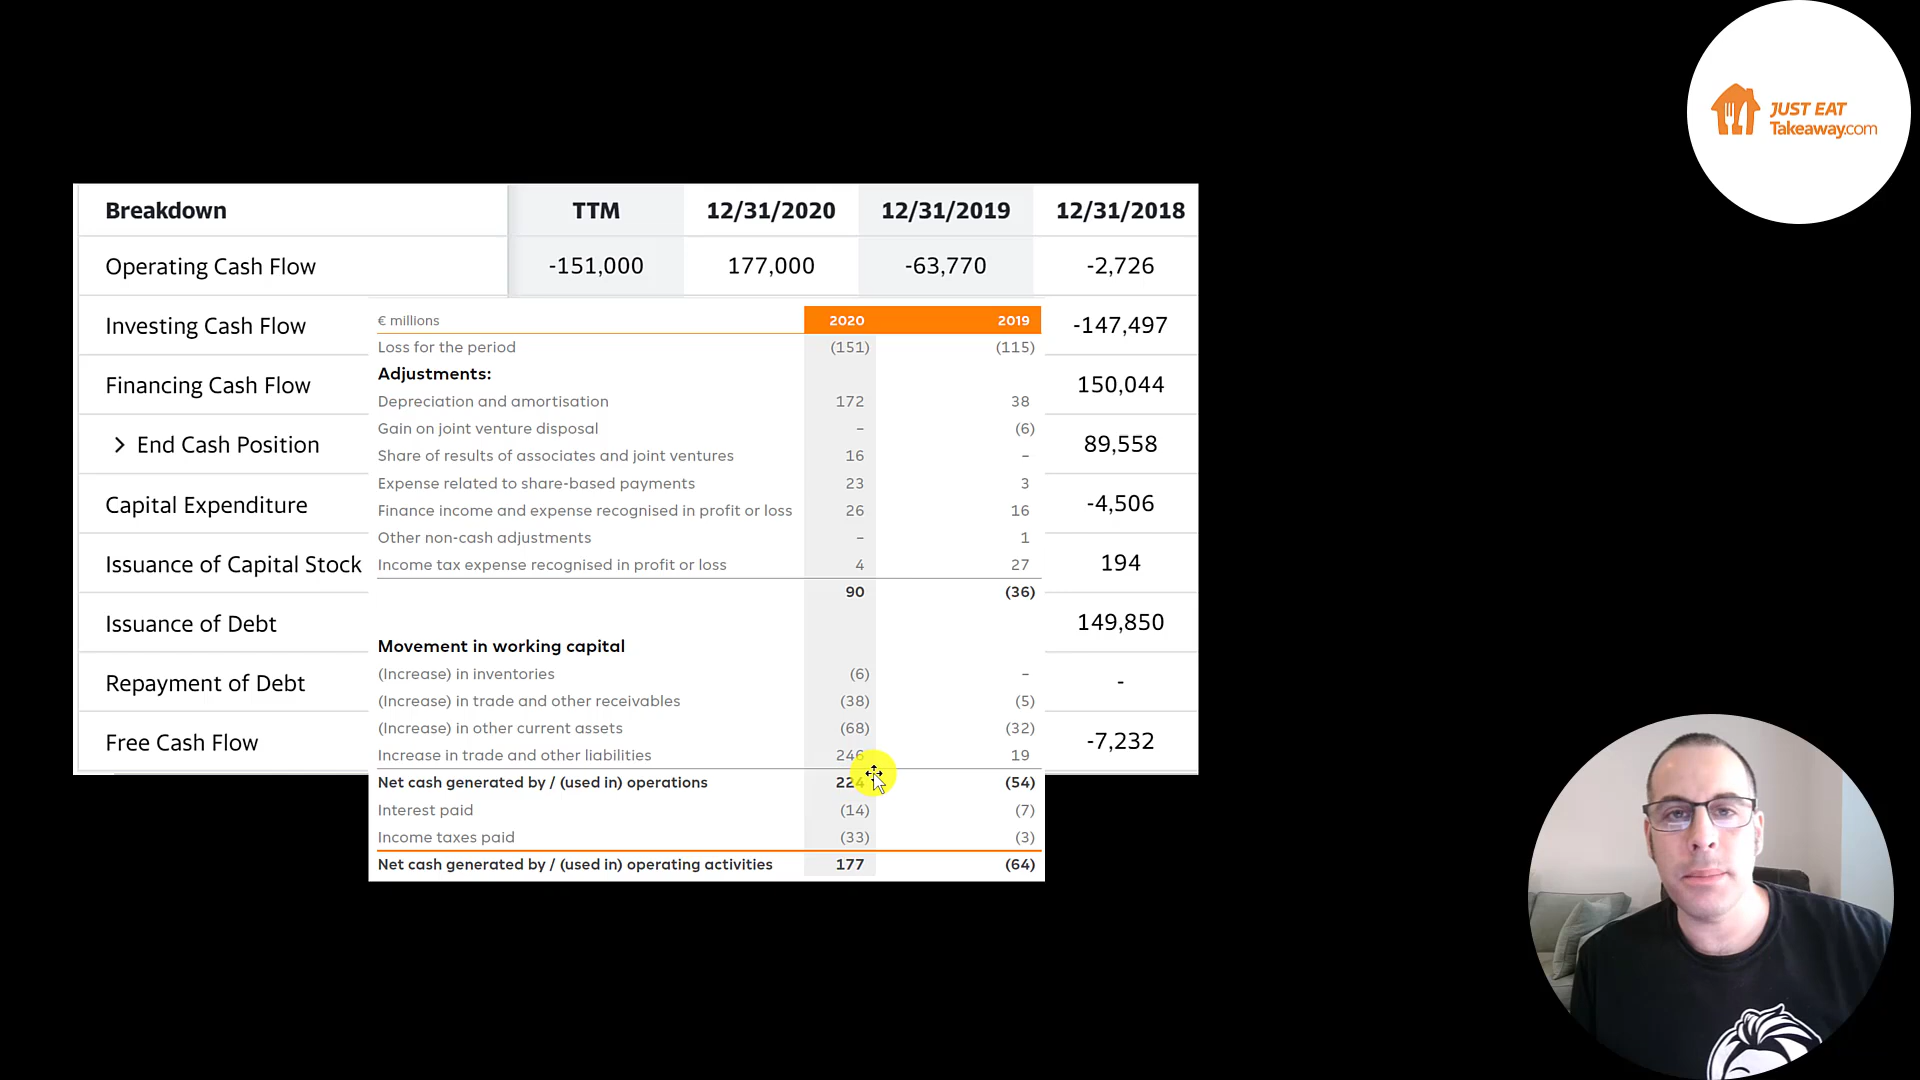 JUST EAT
Takeaway.com
Breakdown TTM 12/31/2020 12/31/2019 12/31/2018
Operating Cash Flow -151,000 177,000 -63,770 -2,726
Investing Cash Flow -147,497
Financing Cash Flow 150,044
End Cash Position 89,558
Capital Expenditure -4,506
Issuance of Capital Stock 194
Issuance of Debt 149,850
Repayment of Debt -
Free Cash Flow -7,232
€ millions 2020 2019
Loss for the period (151) (115)
Adjustments:
Depreciation and amortisation 172 38
Gain on joint venture disposal – (6)
Share of results of associates and joint ventures 16 –
Expense related to share-based payments 23 3
Finance income and expense recognised in profit or loss 26 16
Other non-cash adjustments – 1
Income tax expense recognised in profit or loss 4 27
90 (36)
Movement in working capital
(Increase) in inventories (6) –
(Increase) in trade and other receivables (38) (5)
(Increase) in other current assets (68) (32)
Increase in trade and other liabilities 246 19
Net cash generated by / (used in) operations 224 (54)
Interest paid (14) (7)
Income taxes paid (33) (3)
Net cash generated by / (used in) operating activities 177 (64)